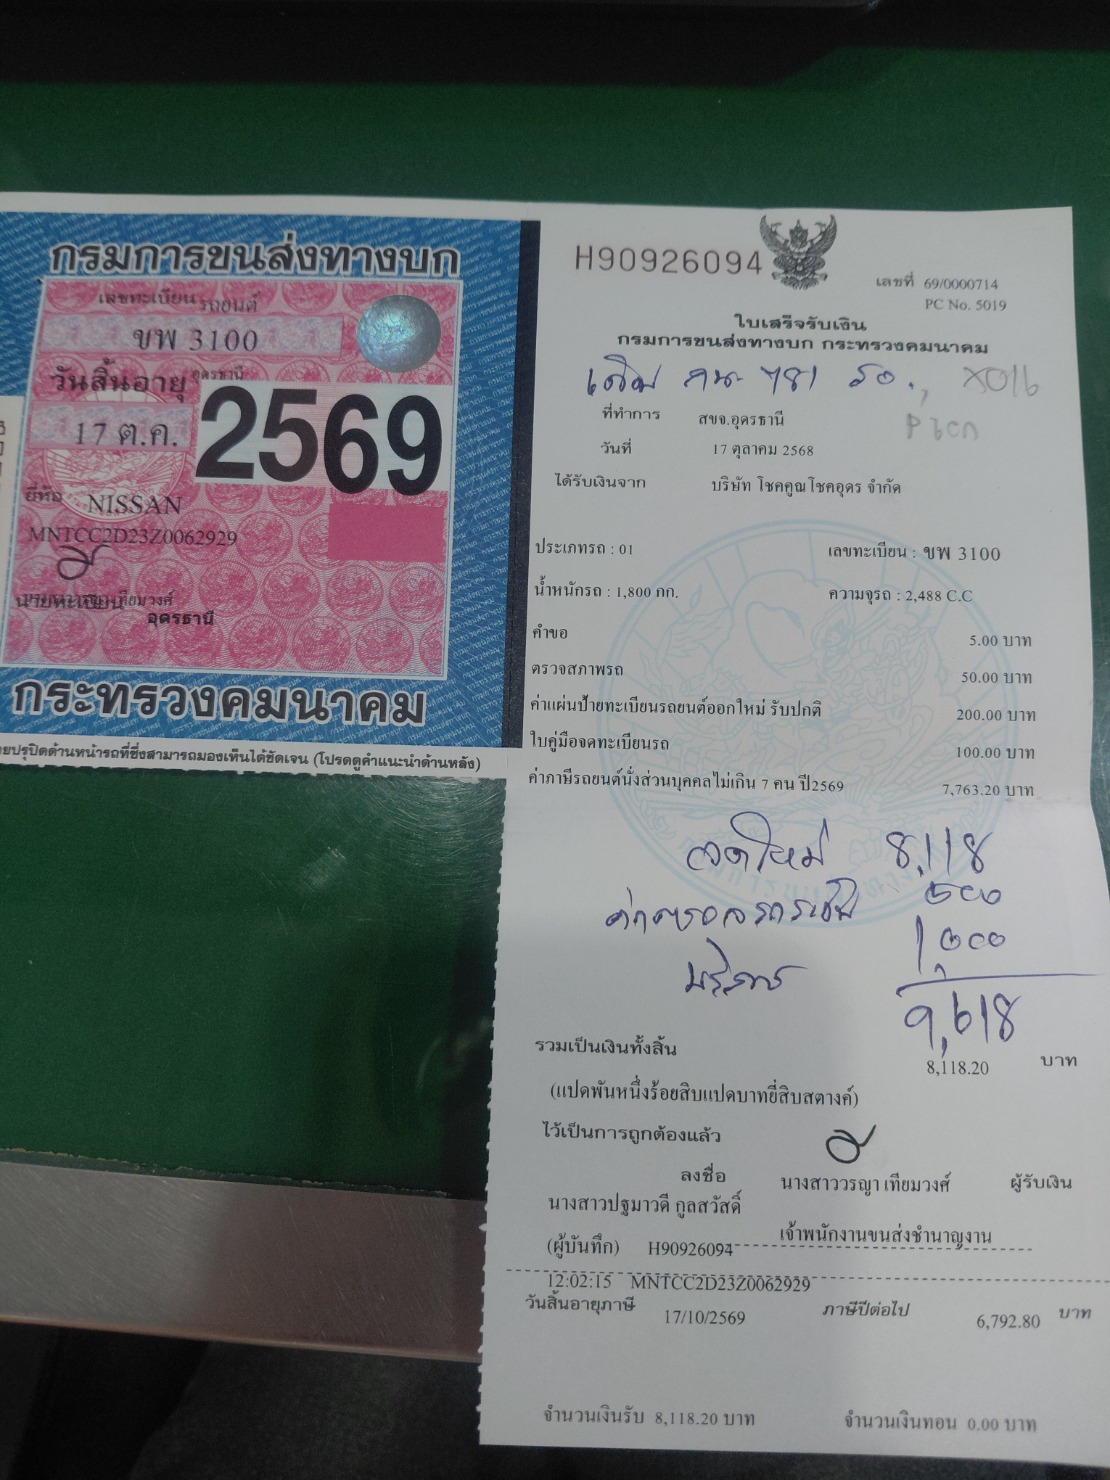 กรมการขนส่งทางบก
เลขทะเบียน รถยนต์
ขพ 3100
วันสิ้นอายุ อุดรธานี
2569
17 ต.ค.
ยี่ห้อ NISSAN
MNTCC2D23Z0062929
เทียมวงศ์
อุดรธานี
กระทรวงคมนาคม
ปิดด้านหน้ารถที่ซึ่งสามารถมองเห็นได้ชัดเจน (โปรดดูคำแนะนำด้านหลัง)
H90926094
เลขที่ 69/0000714
PC No. 5019
ใบเสร็จรับเงิน
กรมการขนส่งทางบก กระทรวงคมนาคม
เดิม 781
ที่ทำการ สขจ.อุดรธานี
วันที่ 17 ตุลาคม 2568
ได้รับเงินจาก บริษัท โชคคูณโชคอุดร จำกัด
ประเภทรถ : 01 เลขทะเบียน : ขพ 3100
น้ำหนักรถ : 1,800 กก. ความจุรถ : 2,488 C.C
คำขอ 5.00 บาท
ตรวจสภาพรถ 50.00 บาท
ค่าแผ่นป้ายทะเบียนรถยนต์ออกใหม่ รับปกติ 200.00 บาท
ใบคู่มือจดทะเบียนรถ 100.00 บาท
ค่าภาษีรถยนต์นั่งส่วนบุคคลไม่เกิน 7 คน ปี2569 7,763.20 บาท
จดใหม่ 8,118
บริการ
9,618
รวมเป็นเงินทั้งสิ้น 8,118.20 บาท
(แปดพันหนึ่งร้อยสิบแปดบาทยี่สิบสตางค์)
ไว้เป็นการถูกต้องแล้ว
ลงชื่อ นางสาววรญา เทียมวงศ์ ผู้รับเงิน
นางสาวปฐมาวดี กูลสวัสดิ์
เจ้าพนักงานขนส่งชำนาญงาน
(ผู้บันทึก) H90926094
12:02:15 MNTCC2D23Z0062929
วันสิ้นอายุภาษี 17/10/2569 ภาษีปีต่อไป 6,792.80 บาท
จำนวนเงินรับ 8,118.20 บาท จำนวนเงินทอน 0.00 บาท